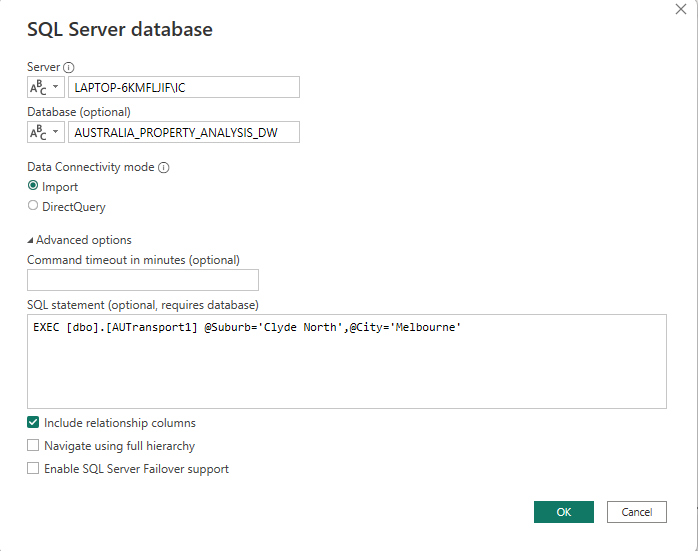 SQL Server database
Server
ABC LAPTOP-6KMFLJIF\IC
Database (optional)
ABC AUSTRALIA_PROPERTY_ANALYSIS_DW
Data Connectivity mode
Import
DirectQuery
Advanced options
Command timeout in minutes (optional)
SQL statement (optional, requires database)
EXEC [dbo].[AUTransport1] @Suburb='Clyde North',@City='Melbourne'
Include relationship columns
Navigate using full hierarchy
Enable SQL Server Failover support
OK Cancel